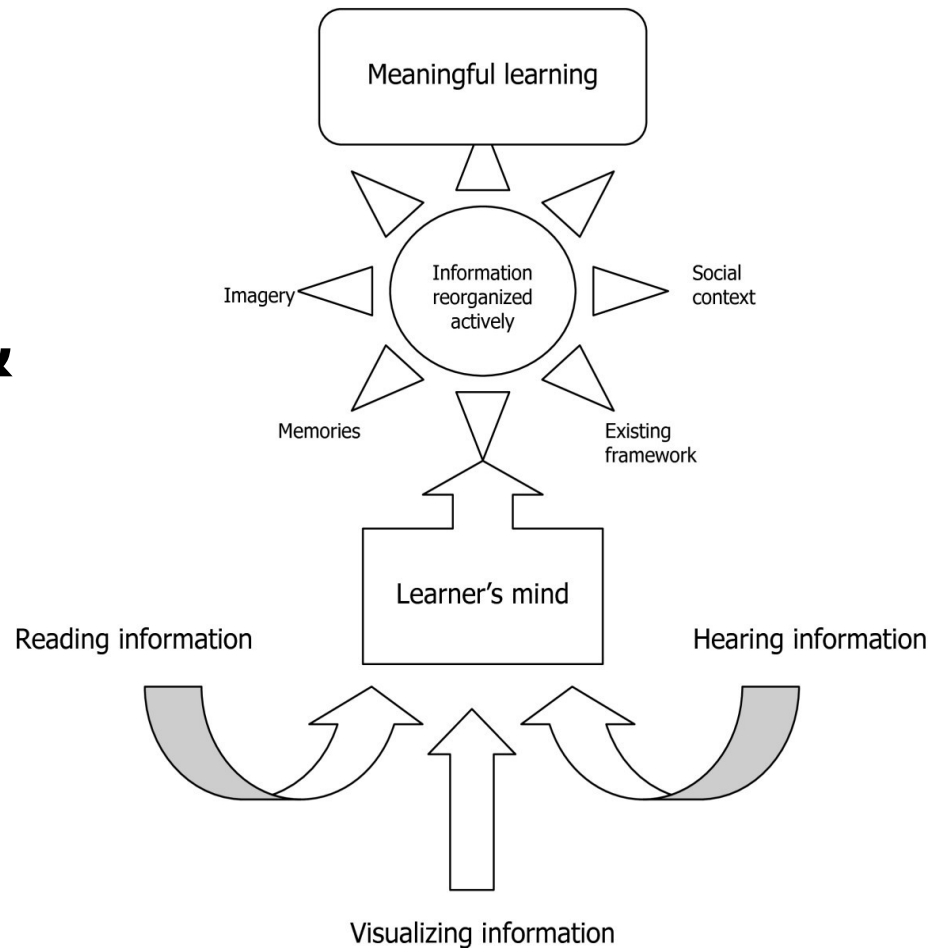 Meaningful learning
Information
reorganized
actively
Imagery
Social
context
&
Memories
Existing
framework
Learner's mind
Reading information
Hearing information
Visualizing information